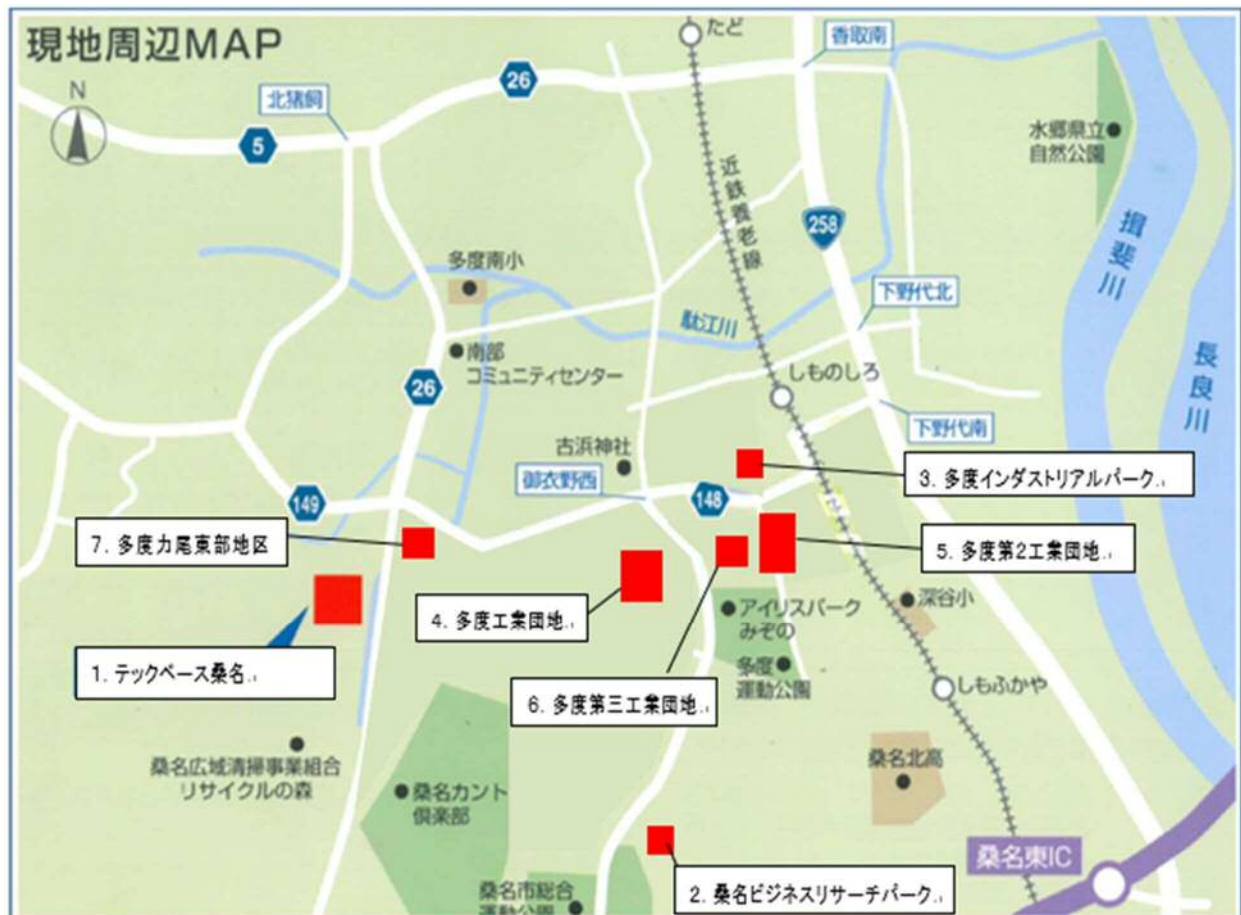 現地周辺MAP
N
たど
香取南
26
北猪飼
5
水郷県立
自然公園
近鉄養老線
258
揖斐川
多度南小
下野代北
駄江川
長良川
南部
コミュニティセンター
26
しものしろ
下野代南
古浜神社
御衣野西
3. 多度インダストリアルパーク
149
148
7. 多度力尾東部地区
5. 多度第2工業団地
4. 多度工業団地
アイリスパーク
みぞの
深谷小
1. テックベース桑名
多度
運動公園
6. 多度第三工業団地
しもふかや
桑名広域清掃事業組合
リサイクルの森
桑名カント
倶楽部
桑名北高
桑名東IC
2. 桑名ビジネスリサーチパーク
桑名市総合
運動公園